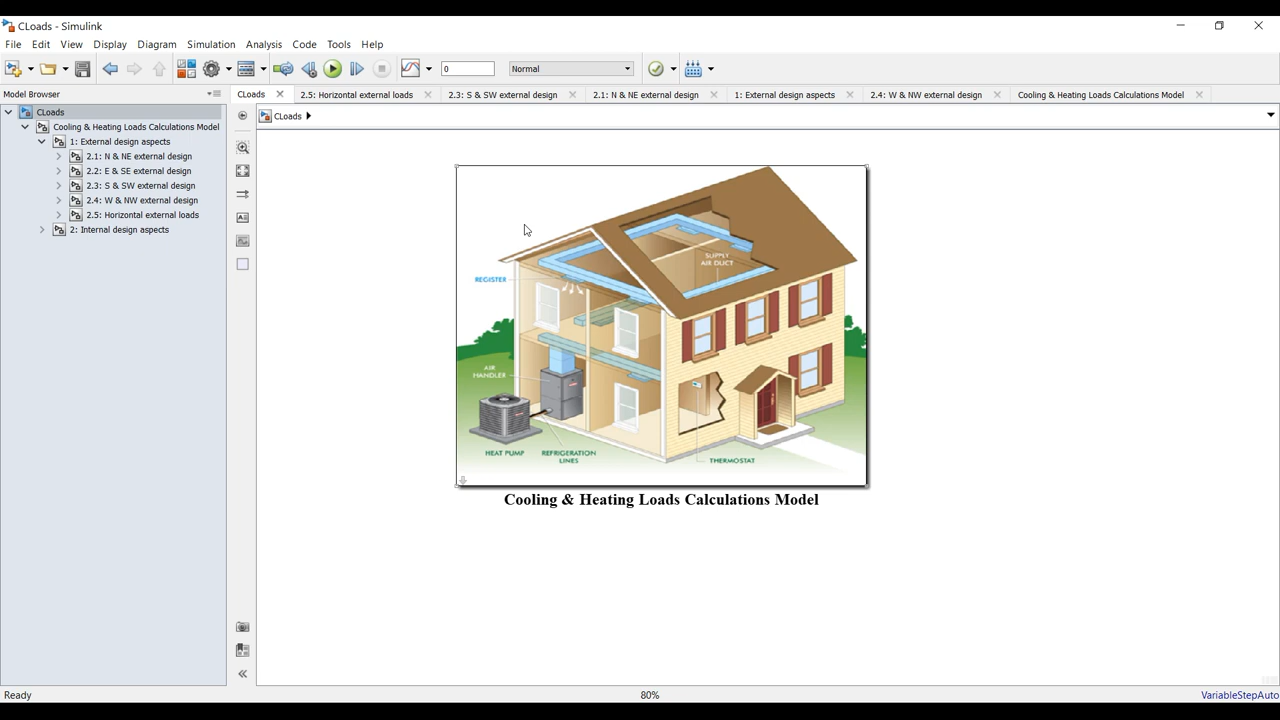 CLoads - Simulink
File Edit View Display Diagram Simulation Analysis Code Tools Help
0 Normal
Model Browser
CLoads 2.5: Horizontal external loads 2.3: S & SW external design 2.1: N & NE external design 1: External design aspects 2.4: W & NW external design Cooling & Heating Loads Calculations Model
CLoads
CLoads
Cooling & Heating Loads Calculations Model
1: External design aspects
2.1: N & NE external design
2.2: E & SE external design
2.3: S & SW external design
2.4: W & NW external design
2.5: Horizontal external loads
2: Internal design aspects
SUPPLY
AIR DUCT
REGISTER
AIR
HANDLER
HEAT PUMP
REFRIGERATION
LINES
THERMOSTAT
Cooling & Heating Loads Calculations Model
Ready 80% VariableStepAuto